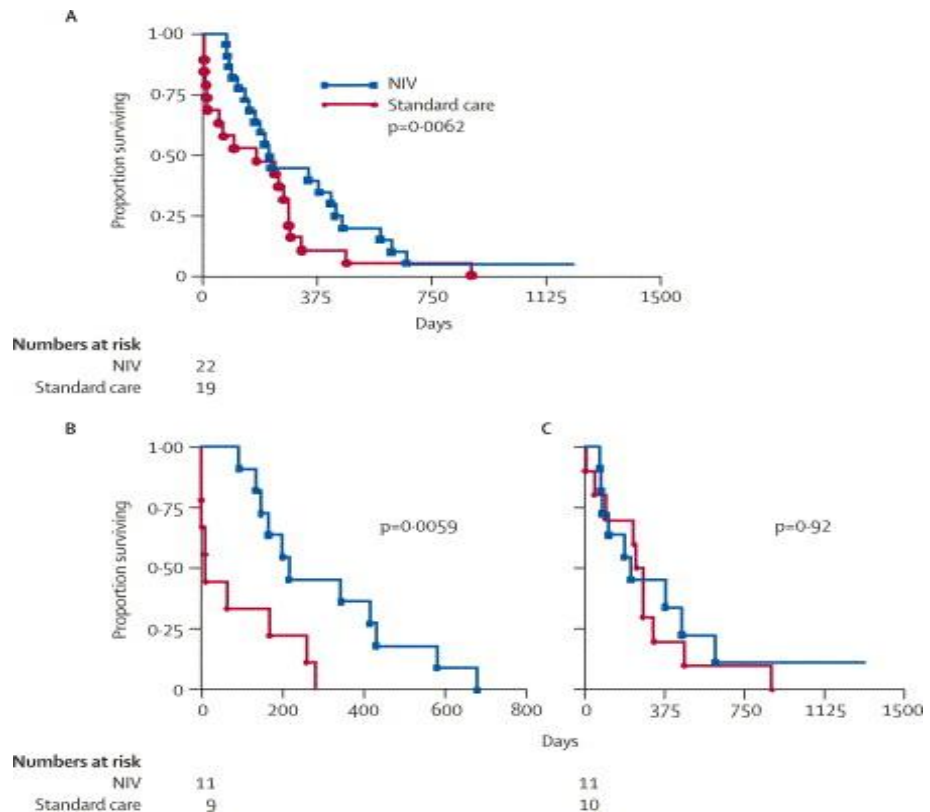 A
1·00
0·75
0·50
0·25
0
Proportion surviving
NIV
Standard care
p=0·0062
0 375 750 1125 1500
Days
Numbers at risk
NIV 22
Standard care 19
B
1·00
0·75
0·50
0·25
0
Proportion surviving
p=0·0059
0 200 400 600 800
C
p=0·92
0 375 750 1125 1500
Days
Numbers at risk
NIV 11 11
Standard care 9 10